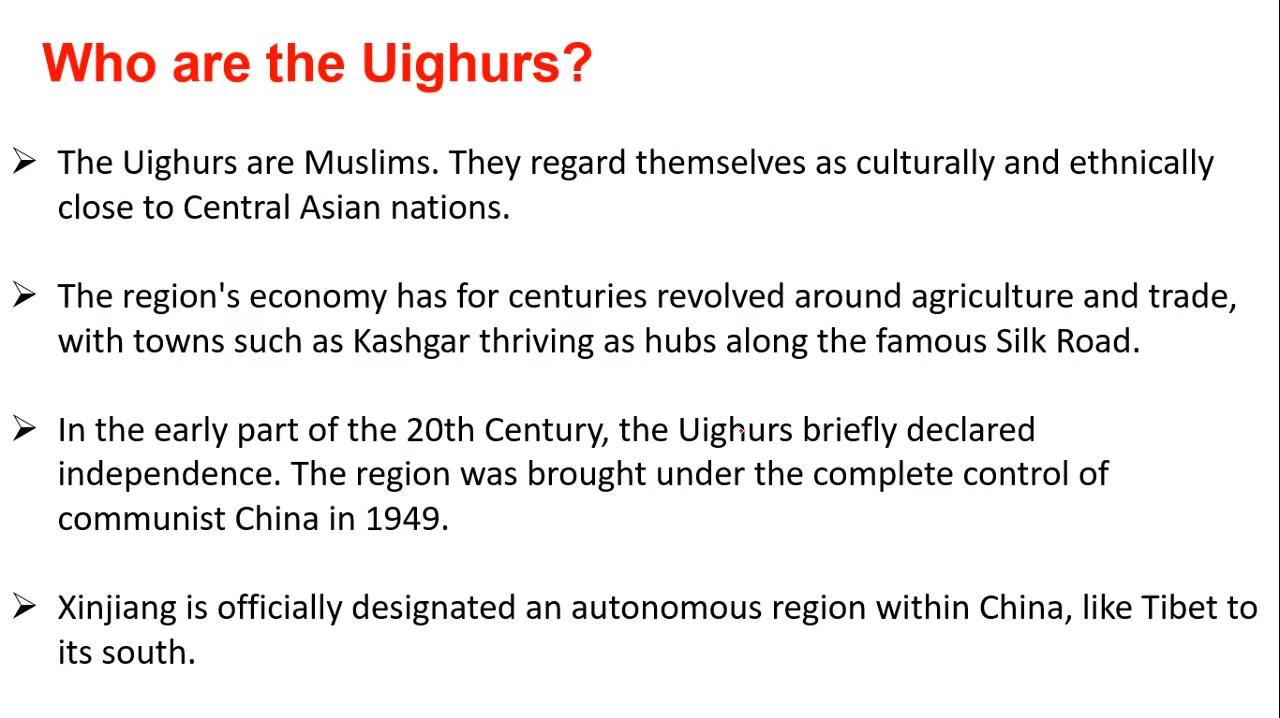 Who are the Uighurs?
➢ The Uighurs are Muslims. They regard themselves as culturally and ethnically
close to Central Asian nations.
➢ The region's economy has for centuries revolved around agriculture and trade,
with towns such as Kashgar thriving as hubs along the famous Silk Road.
➢ In the early part of the 20th Century, the Uighurs briefly declared
independence. The region was brought under the complete control of
communist China in 1949.
➢ Xinjiang is officially designated an autonomous region within China, like Tibet to
its south.